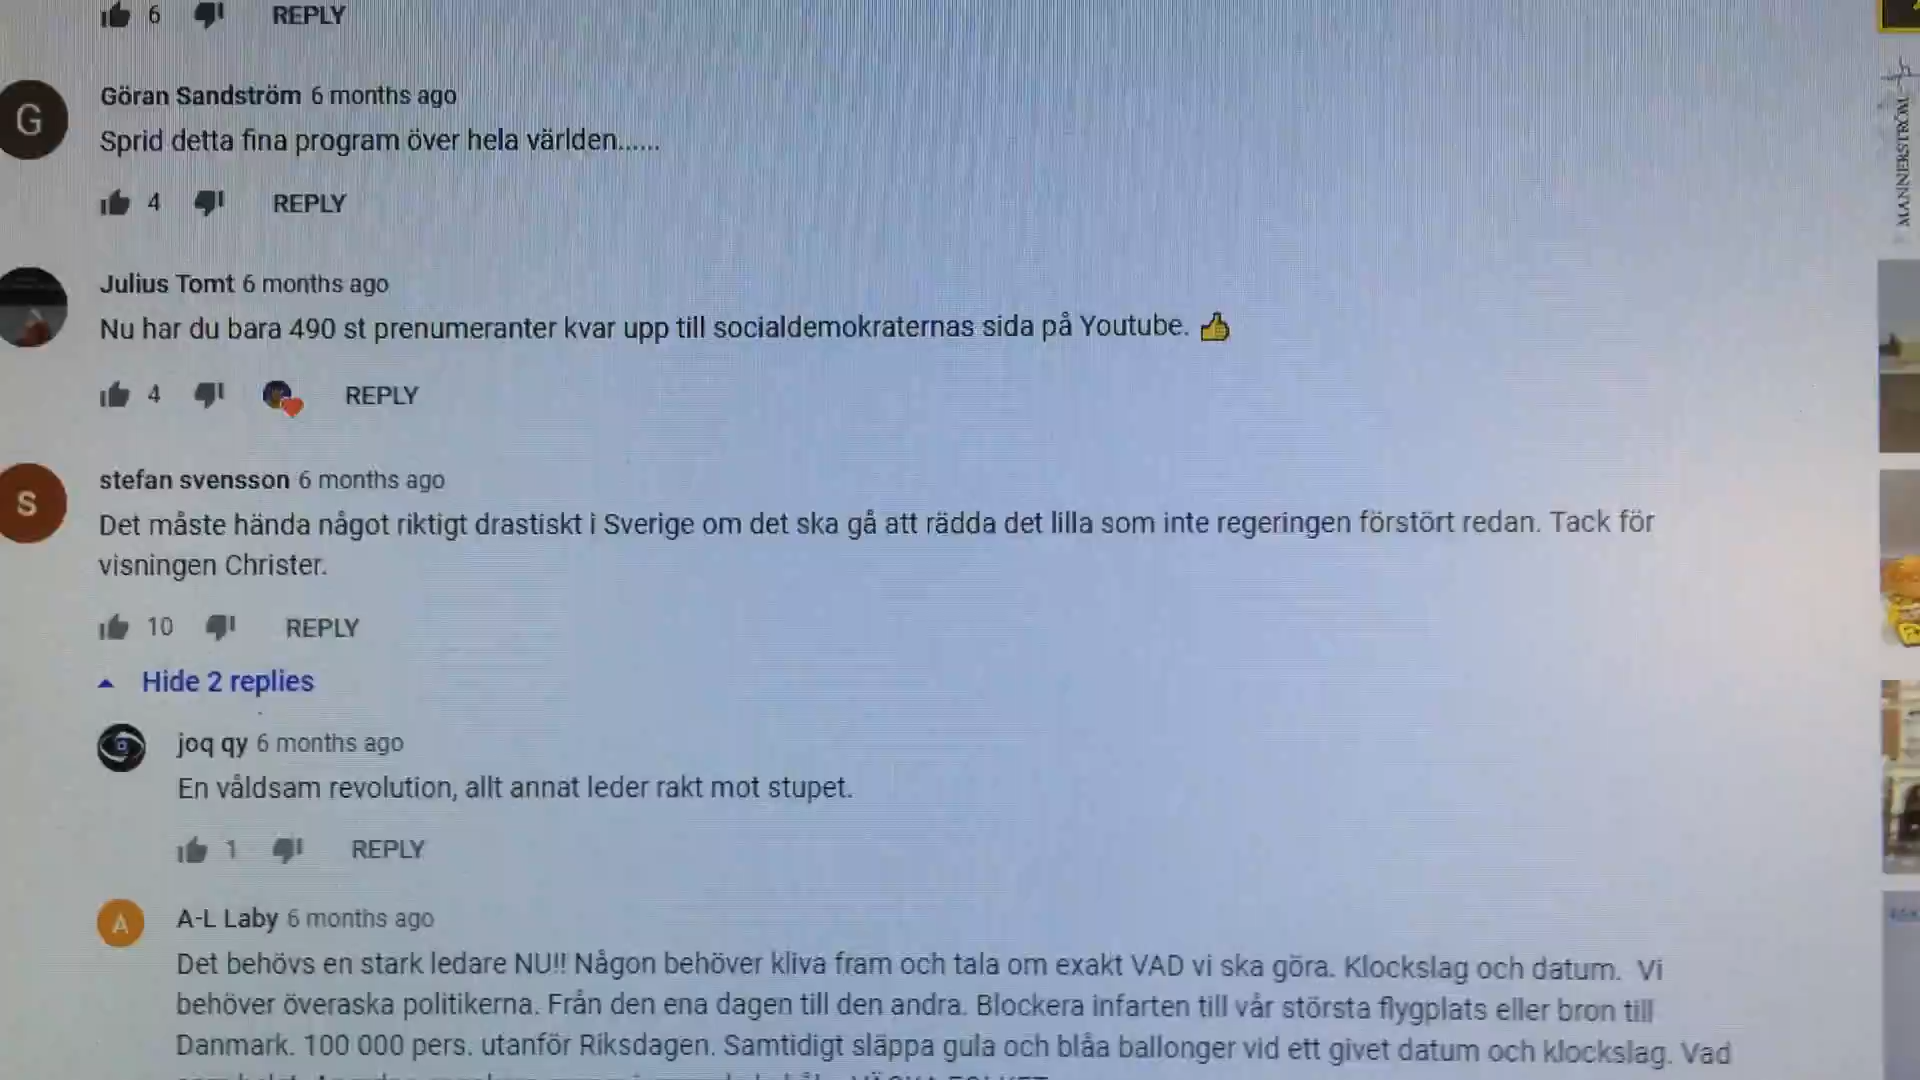 6 REPLY
G
Göran Sandström 6 months ago
Sprid detta fina program över hela världen......
4 REPLY
Julius Tomt 6 months ago
Nu har du bara 490 st prenumeranter kvar upp till socialdemokraternas sida på Youtube. 👍
4 REPLY
S
stefan svensson 6 months ago
Det måste hända något riktigt drastiskt i Sverige om det ska gå att rädda det lilla som inte regeringen förstört redan. Tack för
visningen Christer.
10 REPLY
Hide 2 replies
joq qy 6 months ago
En våldsam revolution, allt annat leder rakt mot stupet.
1 REPLY
A
A-L Laby 6 months ago
Det behövs en stark ledare NU!! Någon behöver kliva fram och tala om exakt VAD vi ska göra. Klockslag och datum. Vi
behöver överaska politikerna. Från den ena dagen till den andra. Blockera infarten till vår största flygplats eller bron till
Danmark. 100 000 pers. utanför Riksdagen. Samtidigt släppa gula och blåa ballonger vid ett givet datum och klockslag. Vad
MANNERSTRÖM